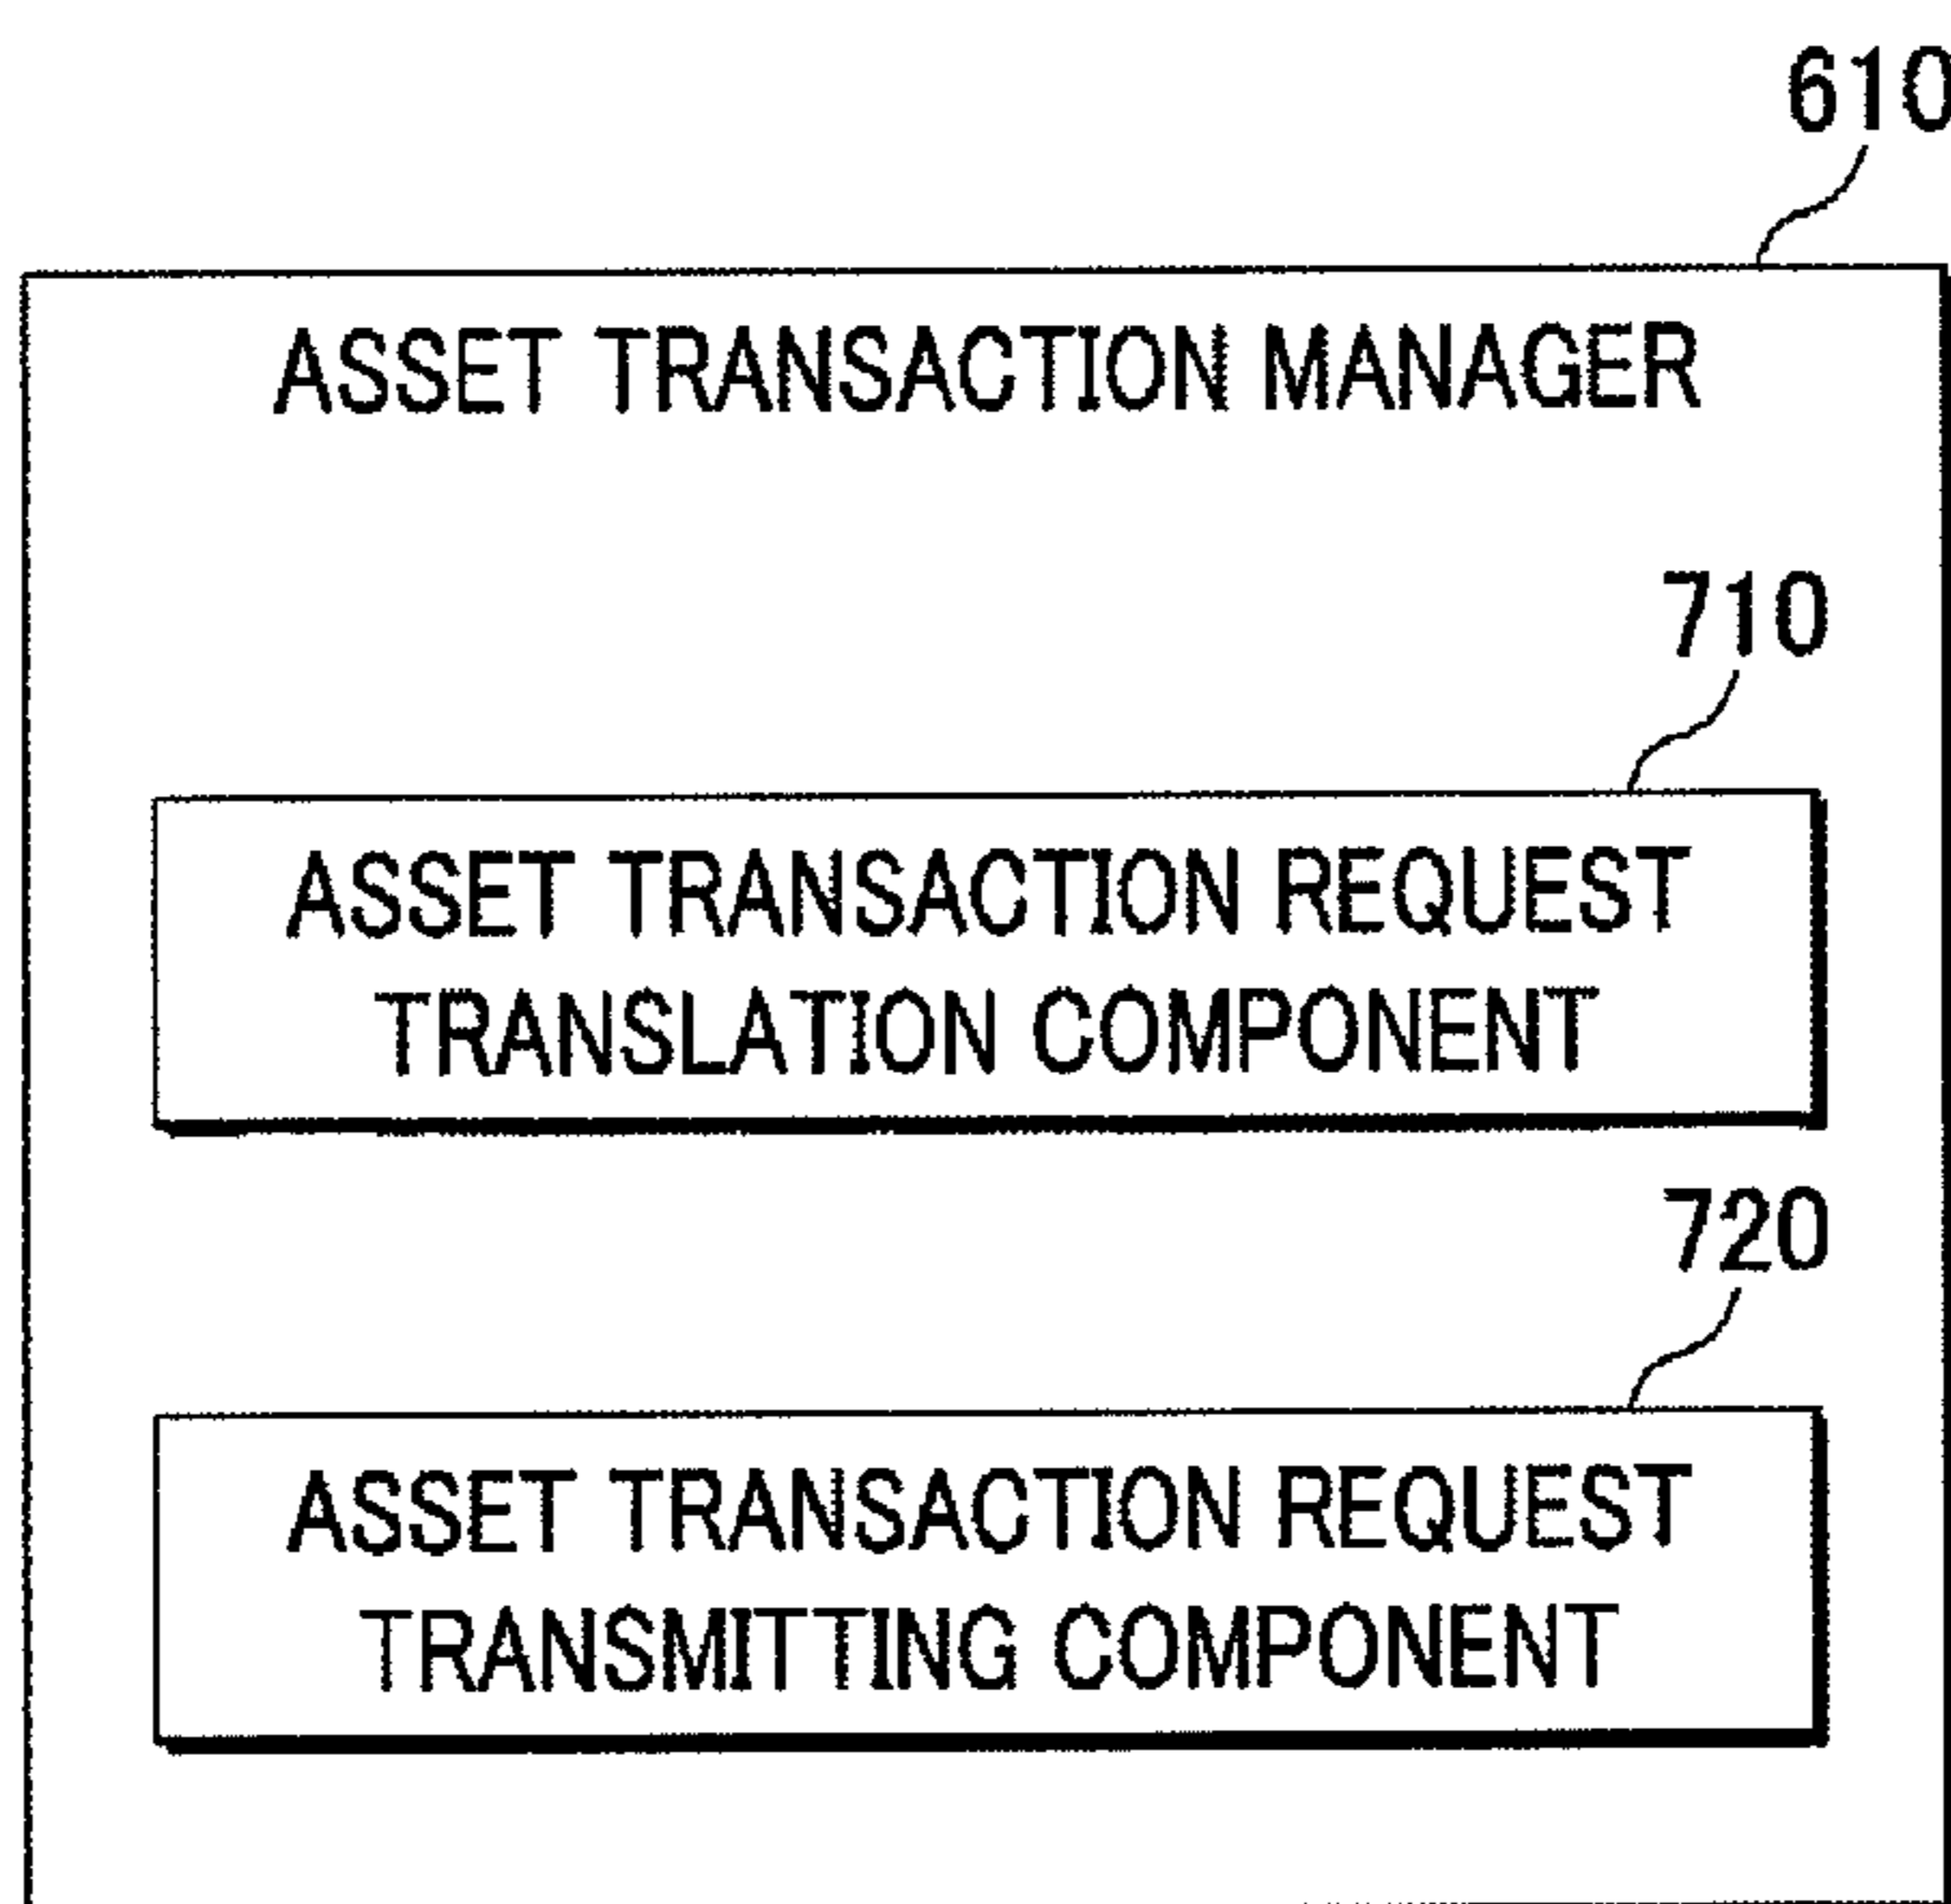 610
ASSET TRANSACTION MANAGER
710
ASSET TRANSACTION REQUEST
TRANSLATION COMPONENT
720
ASSET TRANSACTION REQUEST
TRANSMITTING COMPONENT